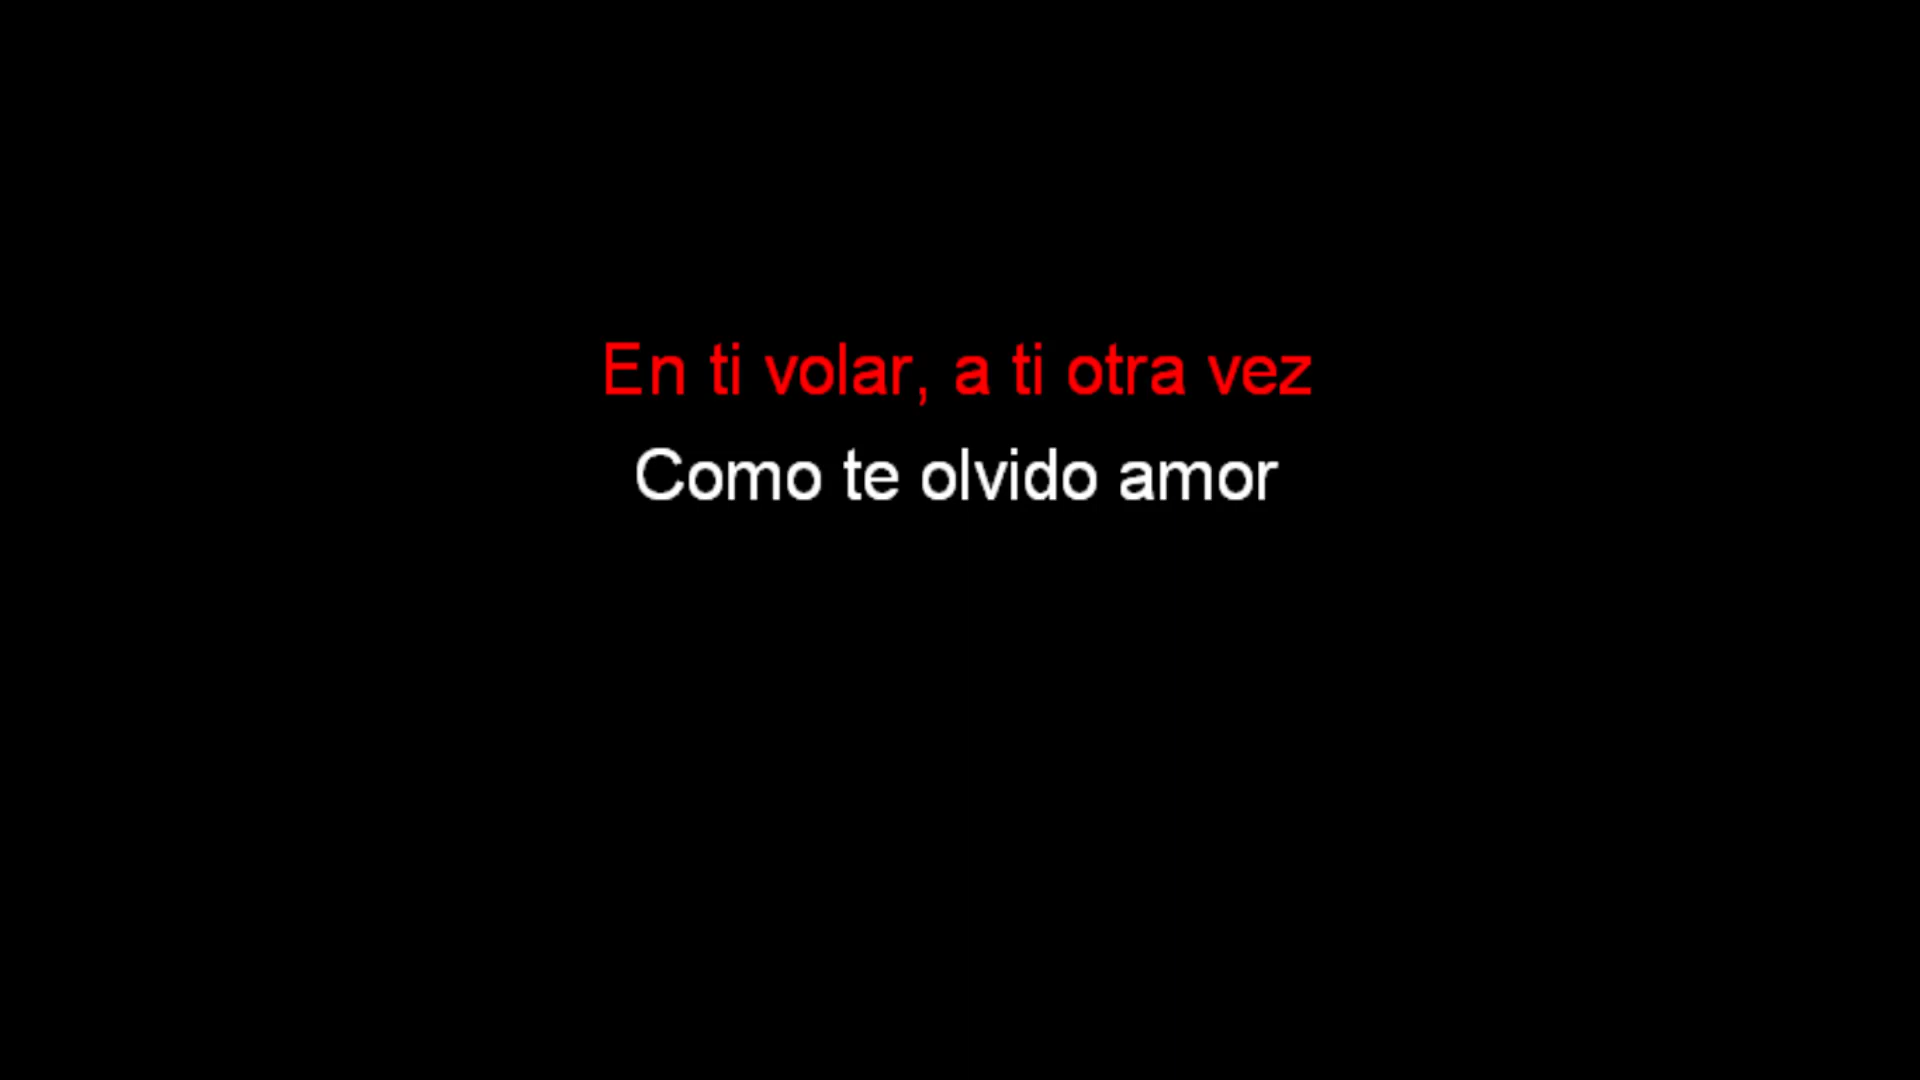 En ti volar, a ti otra vez
Como te olvido amor